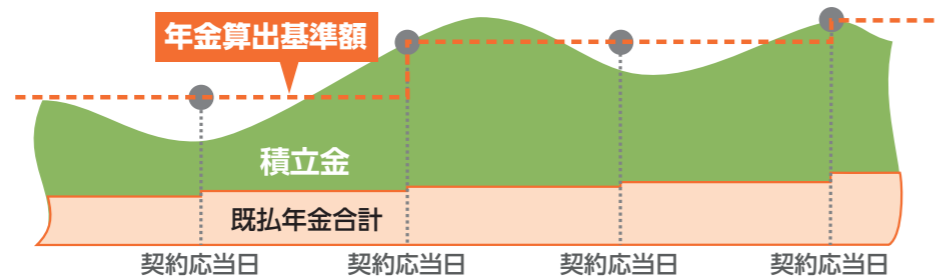 年金算出基準額
積立金
既払年金合計
契約応当日
契約応当日
契約応当日
契約応当日